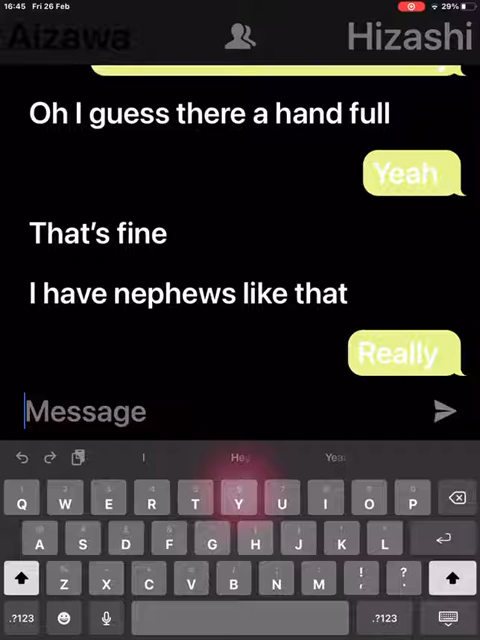 16:45 Fri 26 Feb 29%
Aizawa Hizashi
Oh I guess there a hand full
Yeah
That's fine
I have nephews like that
Really
Message
I Hey Yeah
Q W E R T Y U I O P
A S D F G H J K L
Z X C V B N M ! , ? .
.?123 .?123